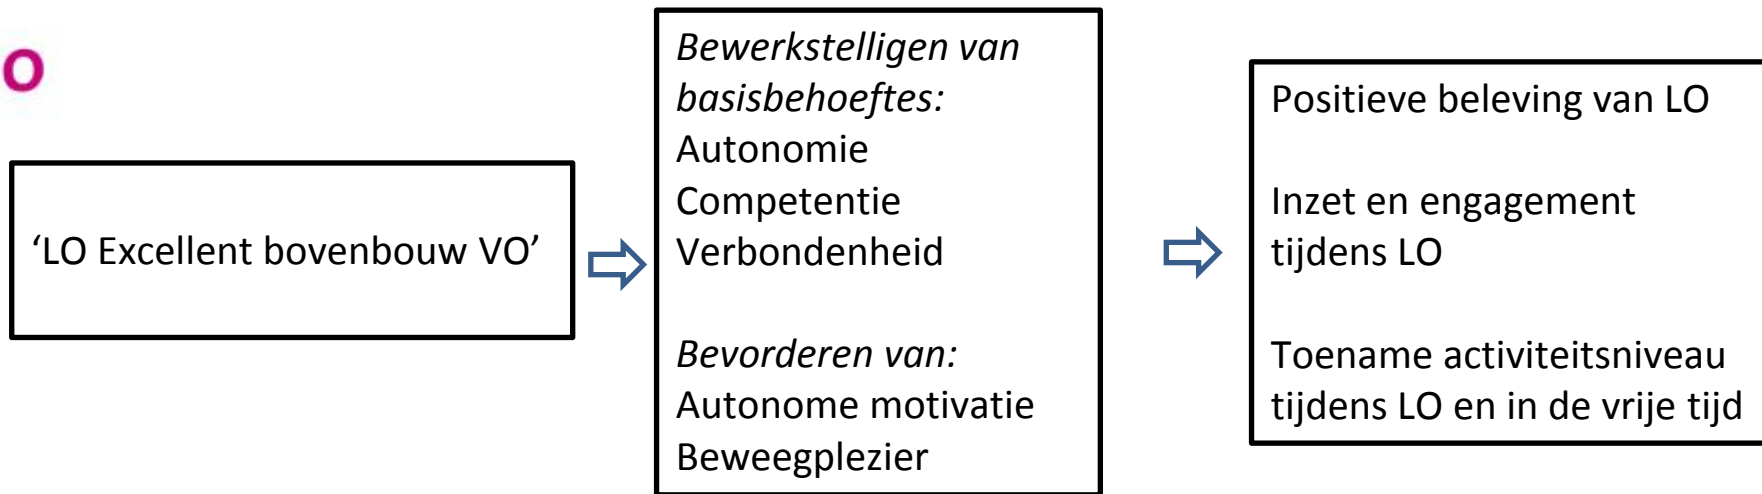 o
‘LO Excellent bovenbouw VO’
Bewerkstelligen van
basisbehoeftes:
Autonomie
Competentie
Verbondenheid
Bevorderen van:
Autonome motivatie
Beweegplezier
Positieve beleving van LO
Inzet en engagement
tijdens LO
Toename activiteitsniveau
tijdens LO en in de vrije tijd